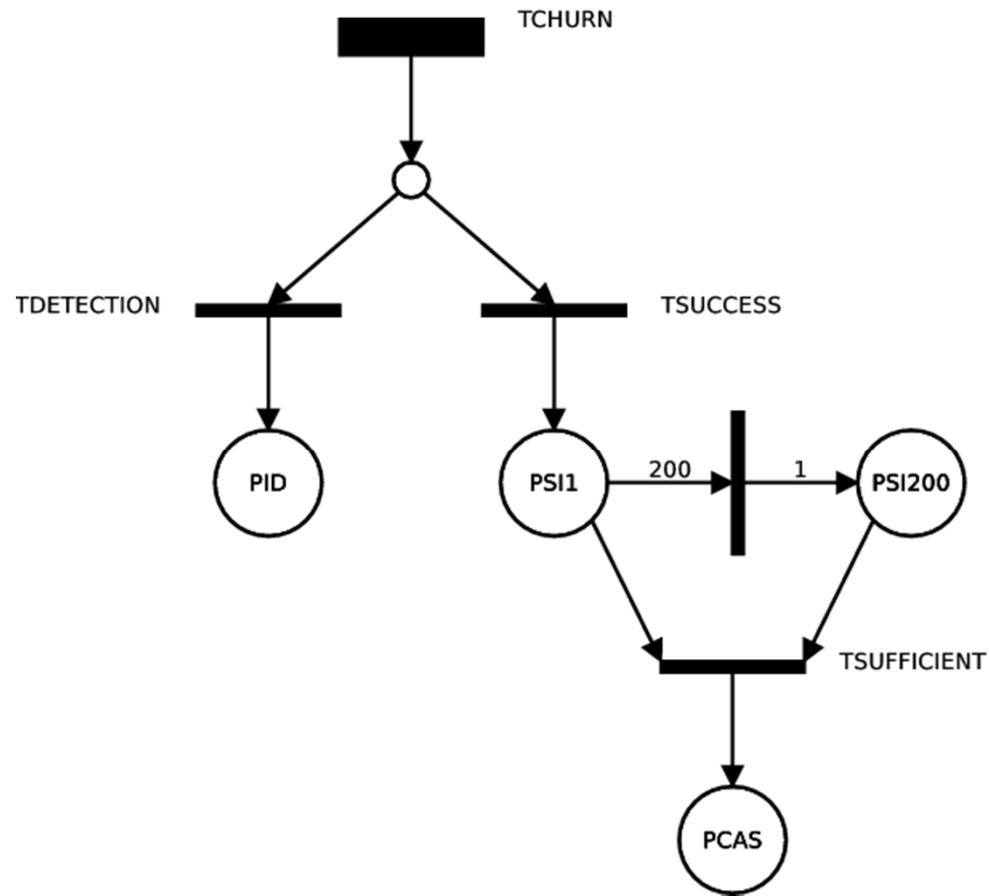 TCHURN
TDETECTION
TSUCCESS
PID
PSI1
200
1
PSI200
TSUFFICIENT
PCAS